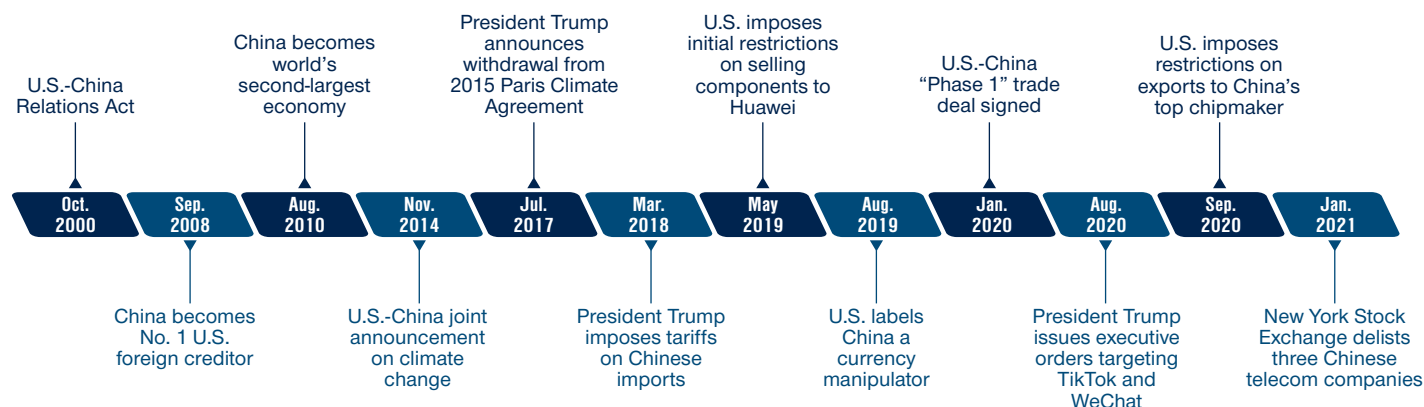 U.S.-China
Relations Act
China becomes
world’s
second-largest
economy
President Trump
announces
withdrawal from
2015 Paris Climate
Agreement
U.S. imposes
initial restrictions
on selling
components to
Huawei
U.S.-China
“Phase 1” trade
deal signed
U.S. imposes
restrictions on
exports to China’s
top chipmaker
Oct.
2000
Sep.
2008
Aug.
2010
Nov.
2014
Jul.
2017
Mar.
2018
May
2019
Aug.
2019
Jan.
2020
Aug.
2020
Sep.
2020
Jan.
2021
China becomes
No. 1 U.S.
foreign creditor
U.S.-China joint
announcement
on climate
change
President Trump
imposes tariffs
on Chinese
imports
U.S. labels
China a
currency
manipulator
President Trump
issues executive
orders targeting
TikTok and
WeChat
New York Stock
Exchange delists
three Chinese
telecom companies